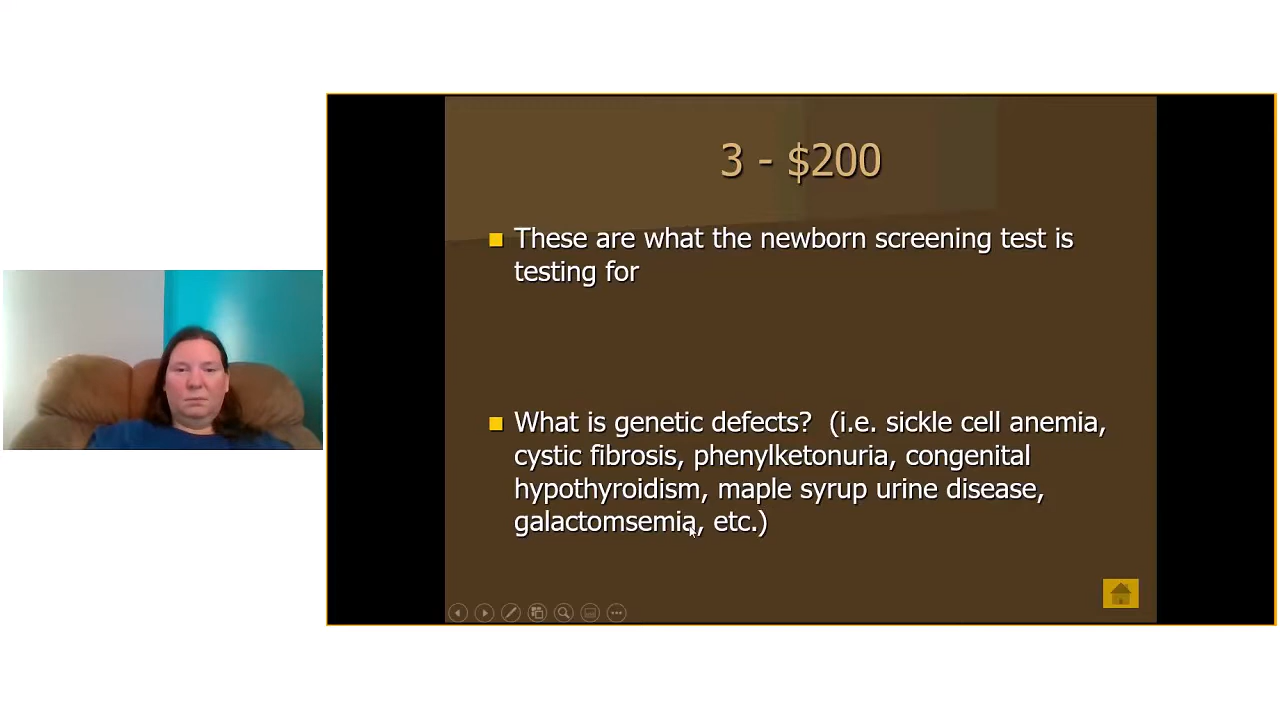 3 - $200
These are what the newborn screening test is
testing for
What is genetic defects?  (i.e. sickle cell anemia,
cystic fibrosis, phenylketonuria, congenital
hypothyroidism, maple syrup urine disease,
galactomsemia, etc.)